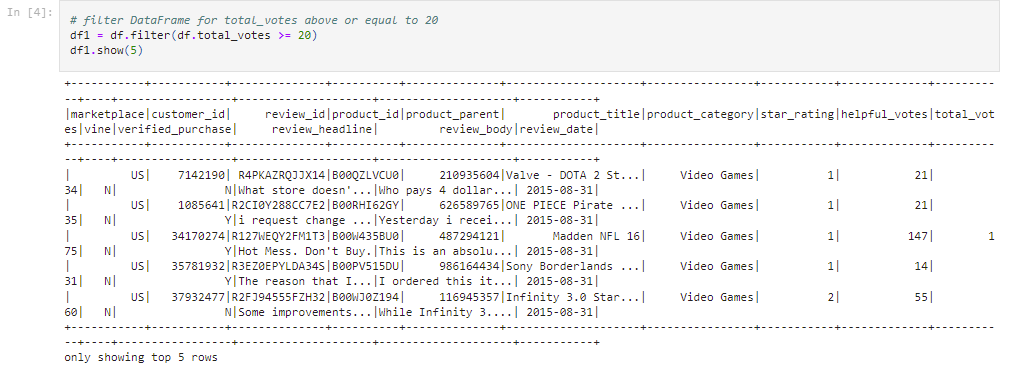 In [4]:
# filter DataFrame for total_votes above or equal to 20
df1 = df.filter(df.total_votes >= 20)
df1.show(5)
+-----------+-----------+--------------+----------+--------------+--------------------+----------------+-----------+-------------+---------
--+----+-----------------+--------------------+--------------------+-----------+
|marketplace|customer_id|     review_id|product_id|product_parent|       product_title|product_category|star_rating|helpful_votes|total_vot
es|vine|verified_purchase|     review_headline|         review_body|review_date|
+-----------+-----------+--------------+----------+--------------+--------------------+----------------+-----------+-------------+---------
--+----+-----------------+--------------------+--------------------+-----------+
|         US|    7142190| R4PKAZRQJJX14|B00QZLVCU0|     210935604|Valve - DOTA 2 St...|     Video Games|          1|           21|
34|   N|                N|What store doesn'...|Who pays 4 dollar...| 2015-08-31|
|         US|    1085641|R2CI0Y288CC7E2|B00RHI62GY|     626589765|ONE PIECE Pirate ...|     Video Games|          1|           21|
35|   N|                Y|i request change ...|Yesterday i recei...| 2015-08-31|
|         US|   34170274|R127WEQY2FM1T3|B00W435BU0|     487294121|        Madden NFL 16|     Video Games|          1|          147|        1
75|   N|                Y|Hot Mess. Don't Buy.|This is an absolu...| 2015-08-31|
|         US|   35781932|R3EZ0EPYLDA34S|B00PV515DU|     986164434|Sony Borderlands ...|     Video Games|          1|           14|
31|   N|                Y|The reason that I...|I ordered this it...| 2015-08-31|
|         US|   37932477|R2FJ94555FZH32|B00WJ0Z194|     116945357|Infinity 3.0 Star...|     Video Games|          2|           55|
60|   N|                N|Some improvements...|While Infinity 3....| 2015-08-31|
+-----------+-----------+--------------+----------+--------------+--------------------+----------------+-----------+-------------+---------
--+----+-----------------+--------------------+--------------------+-----------+
only showing top 5 rows